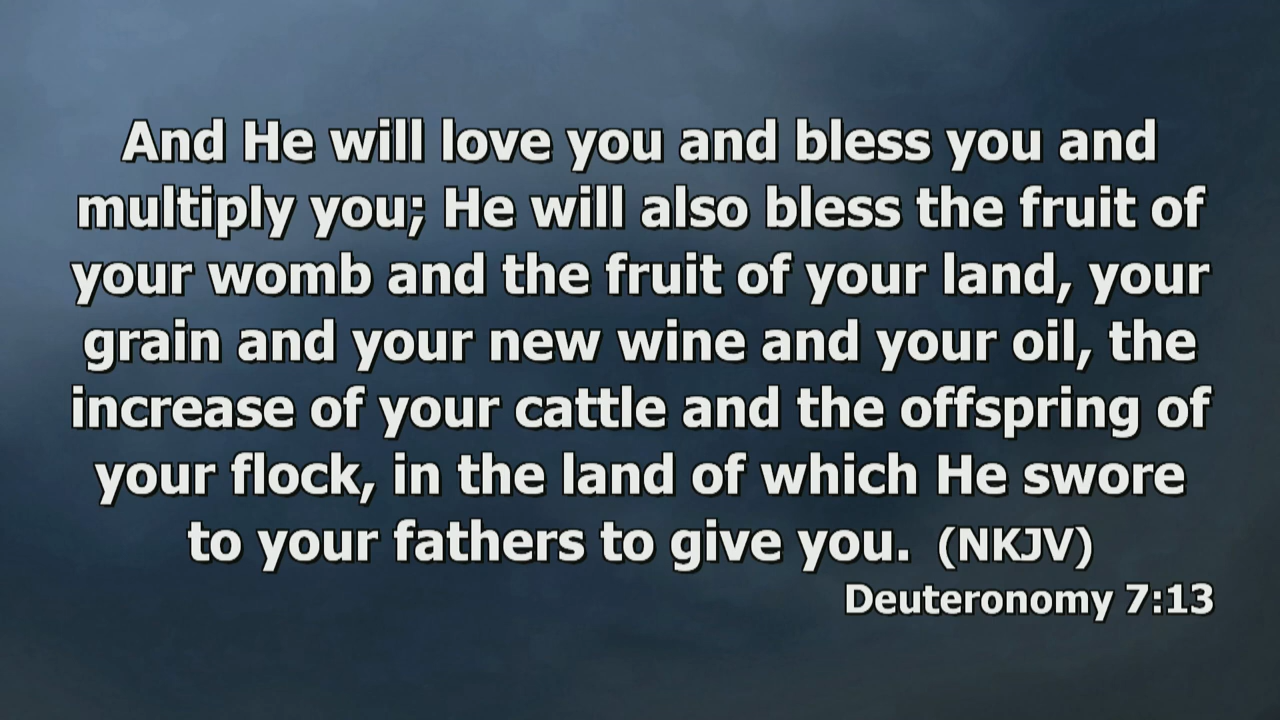 And He will love you and bless you and
multiply you; He will also bless the fruit of
your womb and the fruit of your land, your
grain and your new wine and your oil, the
increase of your cattle and the offspring of
your flock, in the land of which He swore
to your fathers to give you. (NKJV)
Deuteronomy 7:13